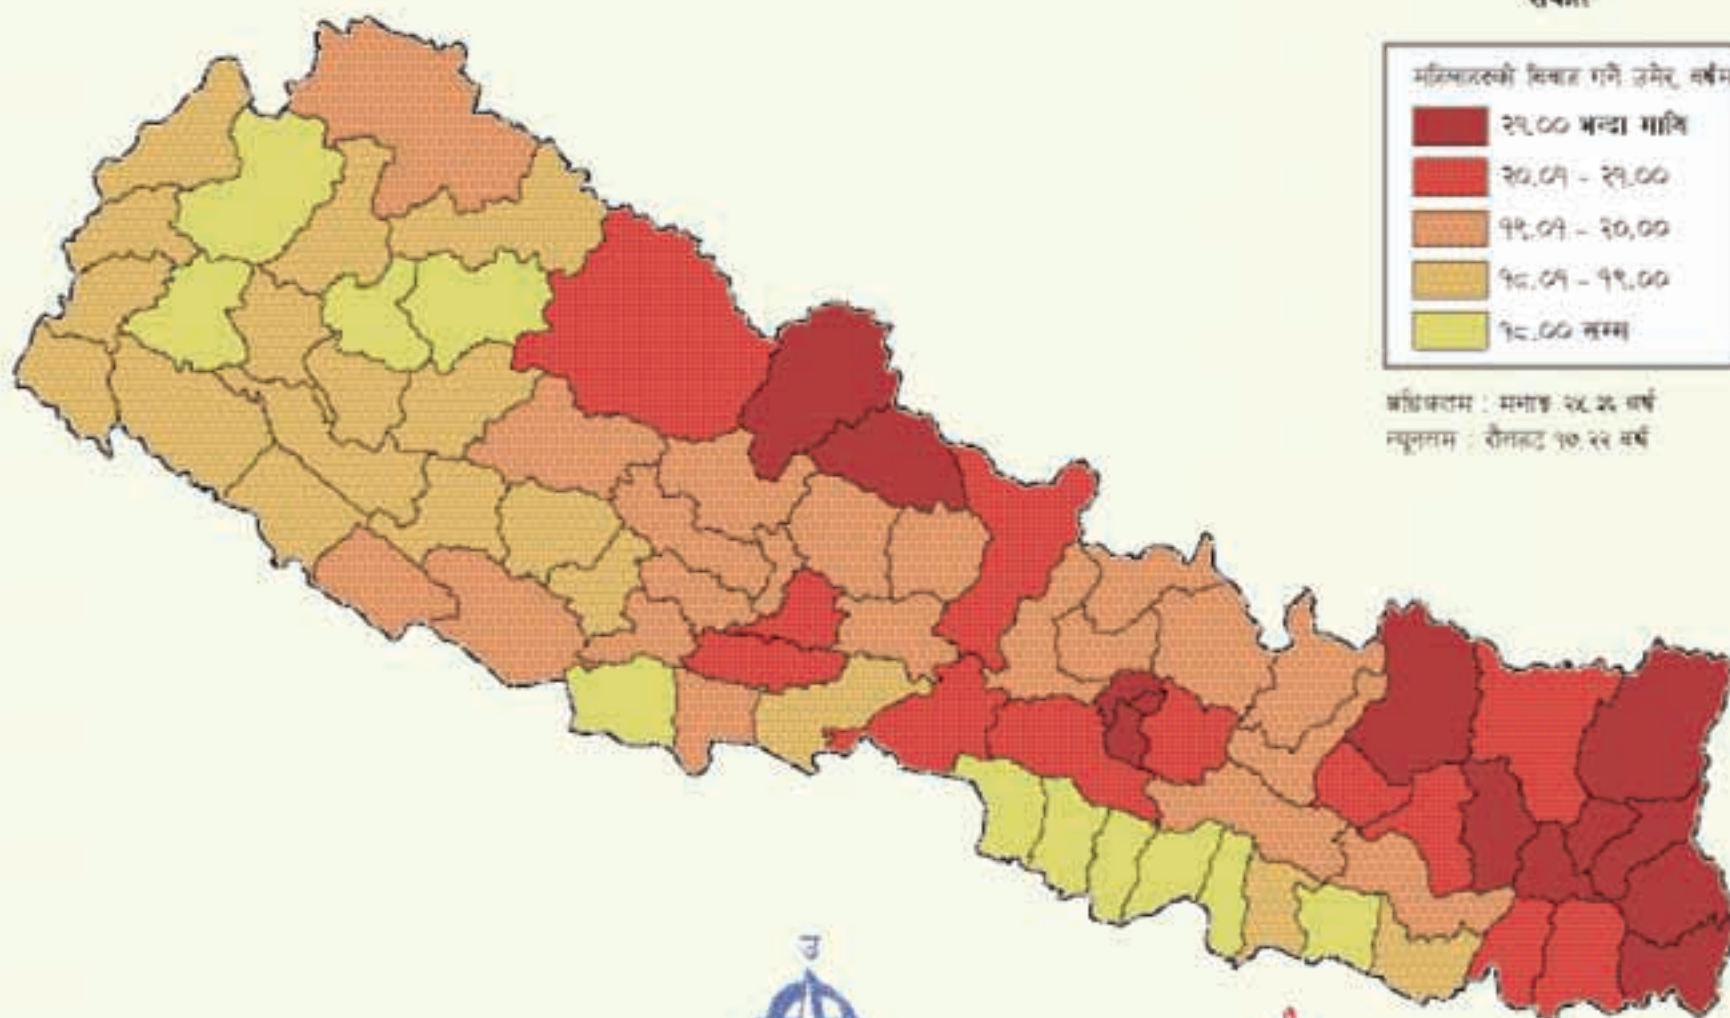 महिलाहरुको विवाह गर्ने उमेर, वर्षमा
२१.०० भन्दा माथि
२०.०१ - २१.००
१९.०१ - २०.००
१८.०१ - १९.००
१८.०० सम्म
अधिकतम : मनाङ २५.३६ वर्ष
न्यूनतम : रौतहट १७.२२ वर्ष
उ